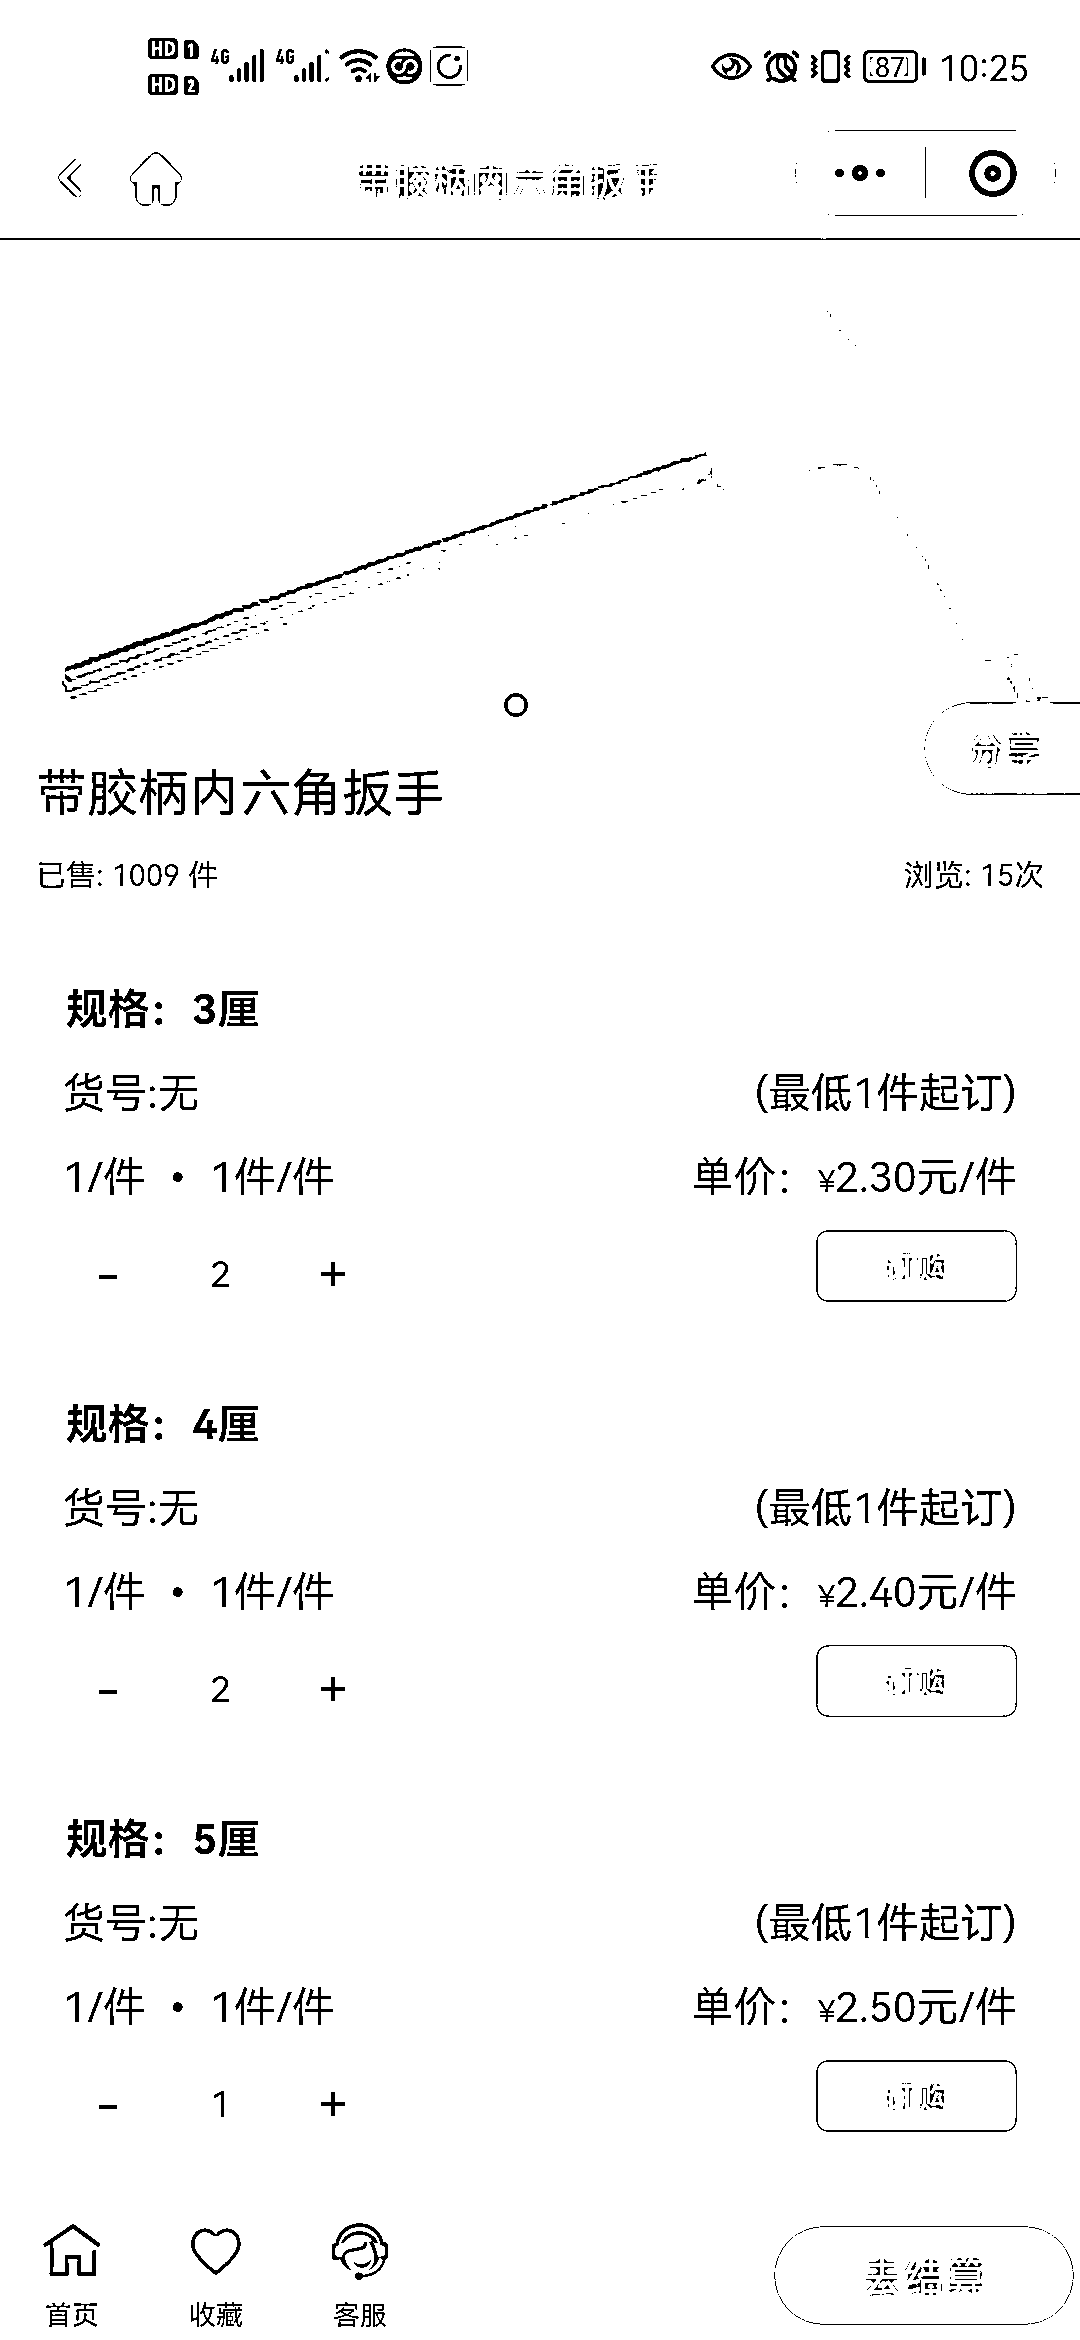 HD 1 4G 4G 87 10:25
HD 2
带胶柄内六角扳手
分享
带胶柄内六角扳手
已售: 1009 件 浏览: 15次
规格：3厘
货号:无 (最低1件起订)
1/件 • 1件/件 单价：¥2.30元/件
- 2 + 订购
规格：4厘
货号:无 (最低1件起订)
1/件 • 1件/件 单价：¥2.40元/件
- 2 + 订购
规格：5厘
货号:无 (最低1件起订)
1/件 • 1件/件 单价：¥2.50元/件
- 1 + 订购
首页 收藏 客服 去结算